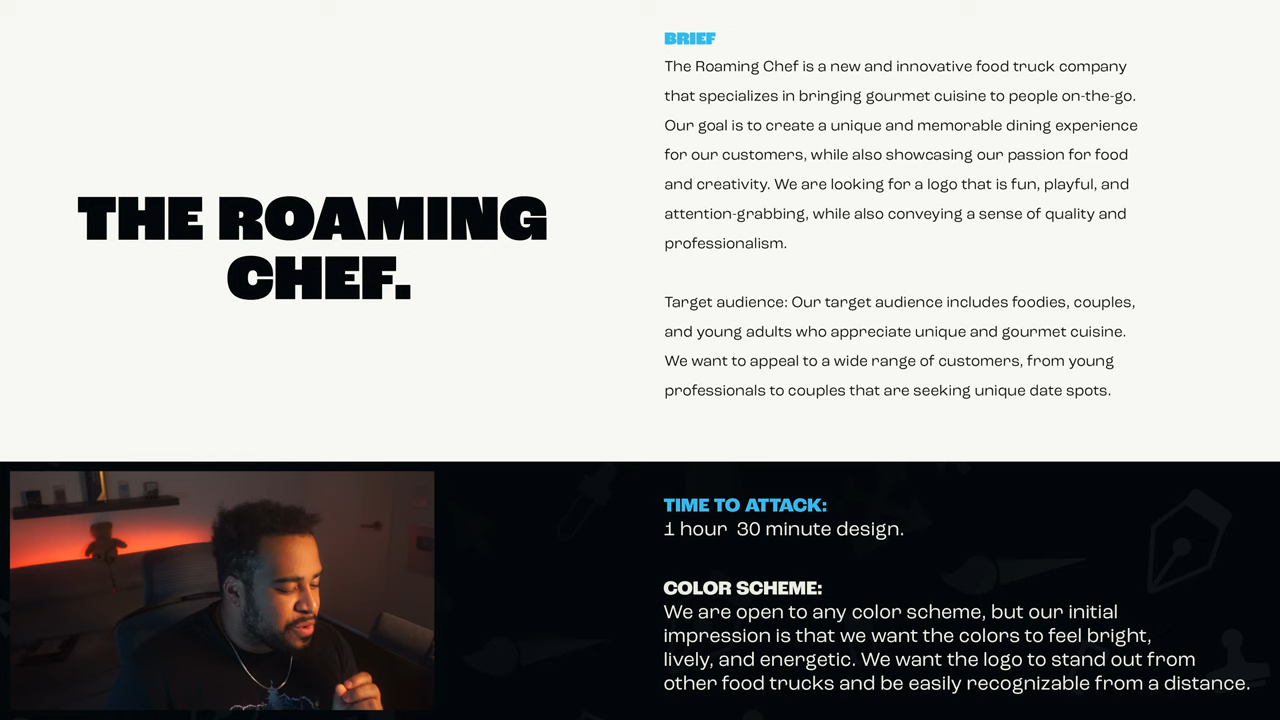 THE ROAMING
CHEF.
BRIEF
The Roaming Chef is a new and innovative food truck company
that specializes in bringing gourmet cuisine to people on-the-go.
Our goal is to create a unique and memorable dining experience
for our customers, while also showcasing our passion for food
and creativity. We are looking for a logo that is fun, playful, and
attention-grabbing, while also conveying a sense of quality and
professionalism.
Target audience: Our target audience includes foodies, couples,
and young adults who appreciate unique and gourmet cuisine.
We want to appeal to a wide range of customers, from young
professionals to couples that are seeking unique date spots.
TIME TO ATTACK:
1 hour 30 minute design.
COLOR SCHEME:
We are open to any color scheme, but our initial
impression is that we want the colors to feel bright,
lively, and energetic. We want the logo to stand out from
other food trucks and be easily recognizable from a distance.